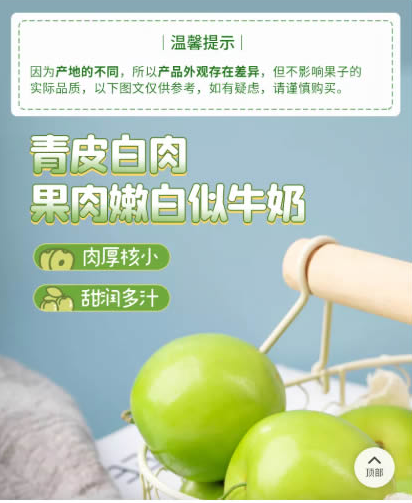 温馨提示
因为产地的不同，所以产品外观存在差异，但不影响果子的
实际品质，以下图文仅供参考，如有疑虑，请谨慎购买。
青皮白肉
果肉嫩白似牛奶
肉厚核小
甜润多汁
顶部